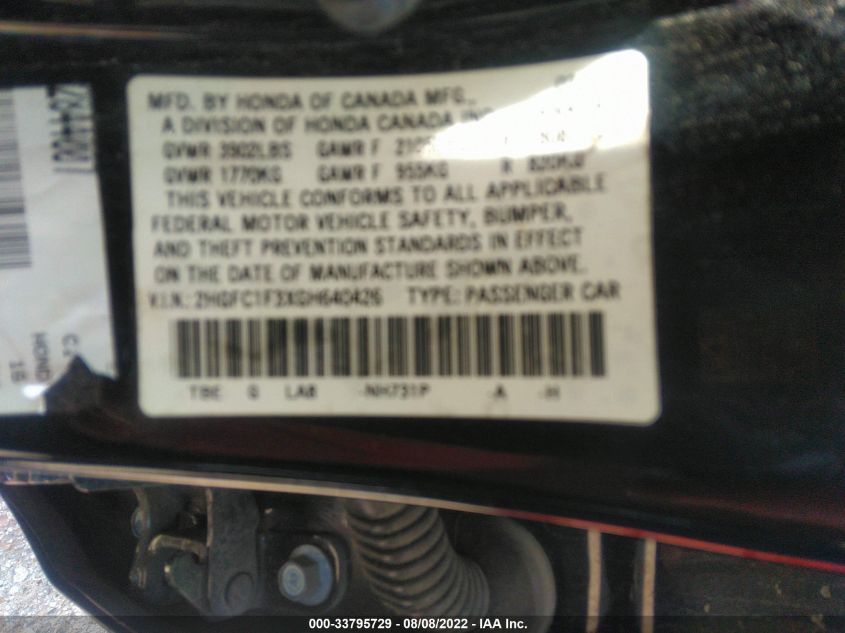 MFD. BY HONDA OF CANADA MFG.,
A DIVISION OF HONDA CANADA INC
GVWR 3902LBS GAWR F
GVWR 1770KG GAWR F 955KG R 820KG
THIS VEHICLE CONFORMS TO ALL APPLICABLE
FEDERAL MOTOR VEHICLE SAFETY, BUMPER,
AND THEFT PREVENTION STANDARDS IN EFFECT
ON THE DATE OF MANUFACTURE SHOWN ABOVE.
V.I.N.: 2HGFC1F3XGH640426 TYPE: PASSENGER CAR
TBE G LAB -NH731P -A -H
HOND
000-33795729 - 08/08/2022 - IAA Inc.